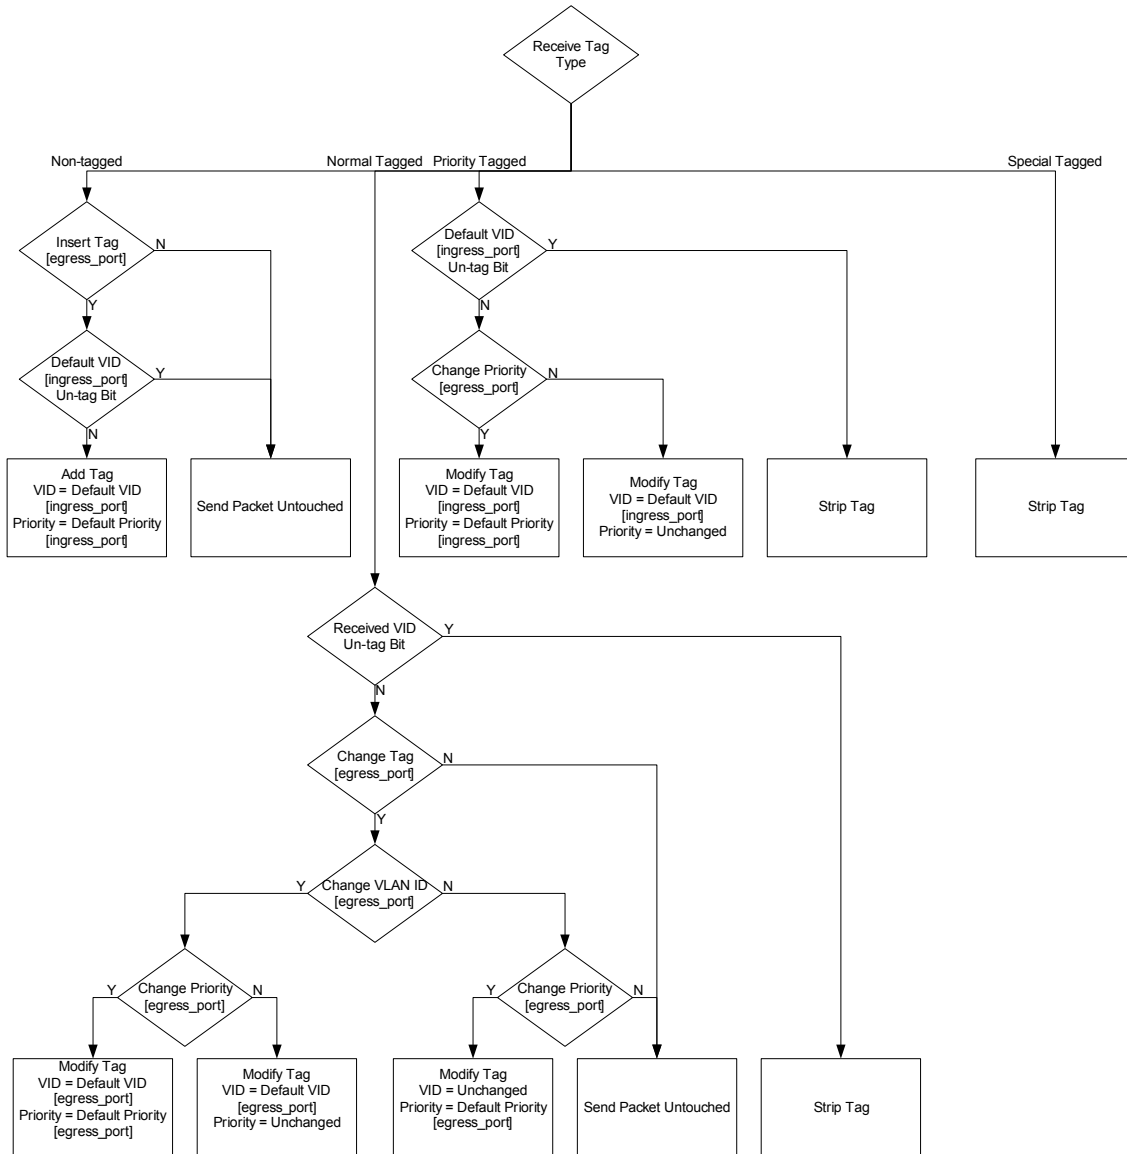 Receive Tag
Type
Non-tagged
Normal Tagged
Priority Tagged
Special Tagged
Insert Tag
[egress_port]
N
Y
Default VID
[ingress_port]
Un-tag Bit
Y
N
Default VID
[ingress_port]
Un-tag Bit
Y
N
Change Priority
[egress_port]
N
Y
Add Tag
VID = Default VID
[ingress_port]
Priority = Default Priority
[ingress_port]
Send Packet Untouched
Modify Tag
VID = Default VID
[ingress_port]
Priority = Default Priority
[ingress_port]
Modify Tag
VID = Default VID
[ingress_port]
Priority = Unchanged
Strip Tag
Strip Tag
Received VID
Un-tag Bit
Y
N
Change Tag
[egress_port]
N
Y
Change VLAN ID
[egress_port]
Y
N
Change Priority
[egress_port]
Y
N
Change Priority
[egress_port]
Y
N
Modify Tag
VID = Default VID
[egress_port]
Priority = Default Priority
[egress_port]
Modify Tag
VID = Default VID
[egress_port]
Priority = Unchanged
Modify Tag
VID = Unchanged
Priority = Default Priority
[egress_port]
Send Packet Untouched
Strip Tag